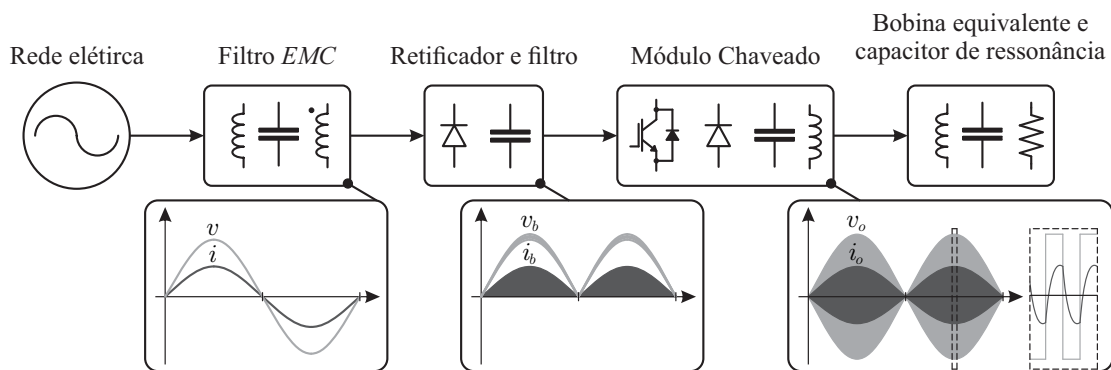 Rede elétirca
Filtro EMC
Retificador e filtro
Módulo Chaveado
Bobina equivalente e
capacitor de ressonância
v
i
v_b
i_b
v_o
i_o